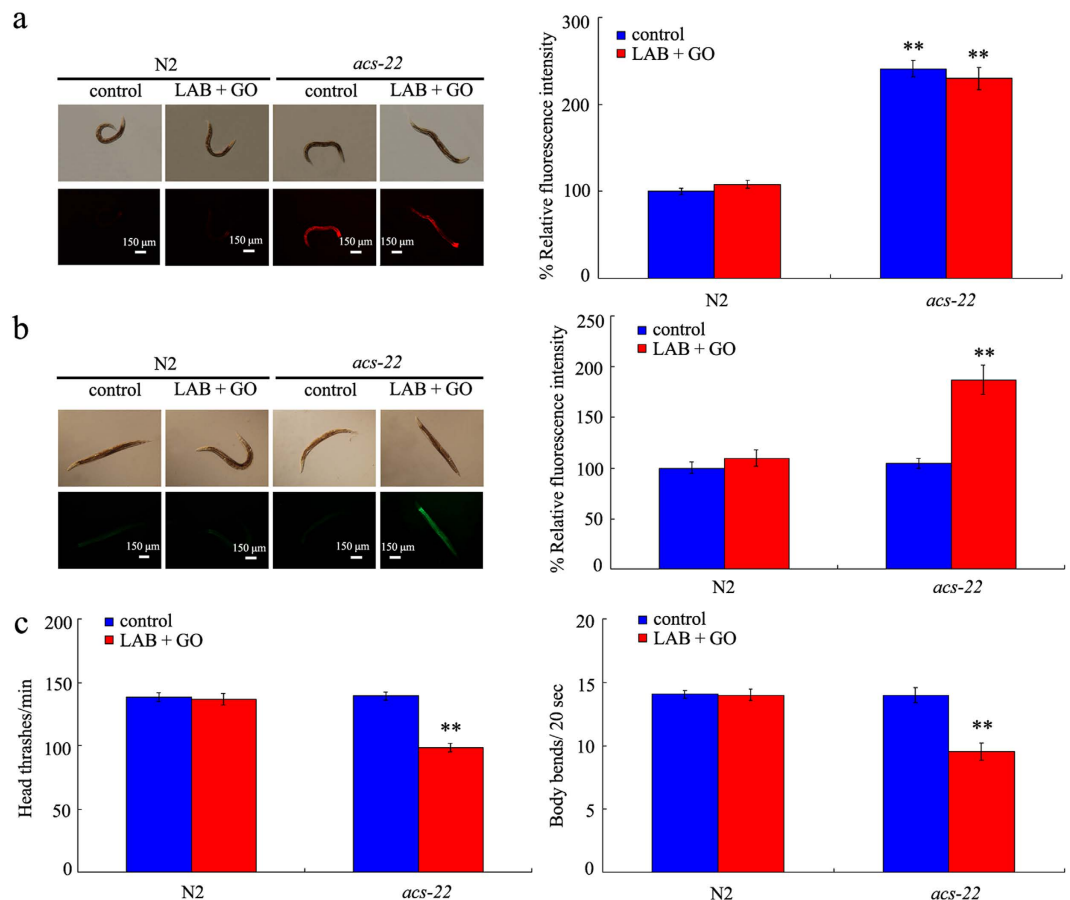 a
N2 acs-22
control LAB + GO control LAB + GO
150 μm 150 μm 150 μm 150 μm
% Relative fluorescence intensity
300
250
200
100
0
control
LAB + GO
** **
N2 acs-22
b
N2 acs-22
control LAB + GO control LAB + GO
150 μm 150 μm 150 μm 150 μm
% Relative fluorescence intensity
250
200
150
100
50
0
control
LAB + GO
**
N2 acs-22
c
Head thrashes/min
200
150
100
50
0
control
LAB + GO
**
N2 acs-22
Body bends/ 20 sec
20
15
10
5
0
control
LAB + GO
**
N2 acs-22